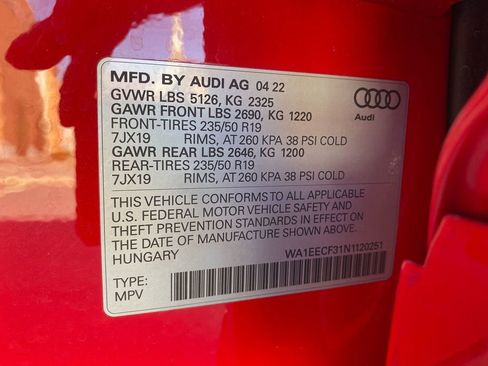 MFD. BY AUDI AG 04 22
GVWR LBS 5126, KG 2325
GAWR FRONT LBS 2690, KG 1220
FRONT-TIRES 235/50 R19
7JX19 RIMS, AT 260 KPA 38 PSI COLD
GAWR REAR LBS 2646, KG 1200
REAR-TIRES 235/50 R19
7JX19 RIMS, AT 260 KPA 38 PSI COLD
Audi
THIS VEHICLE CONFORMS TO ALL APPLICABLE
U.S. FEDERAL MOTOR VEHICLE SAFETY AND
THEFT PREVENTION STANDARDS IN EFFECT ON
THE DATE OF MANUFACTURE SHOWN ABOVE.
HUNGARY WA1EECF31N1120251
TYPE:
MPV